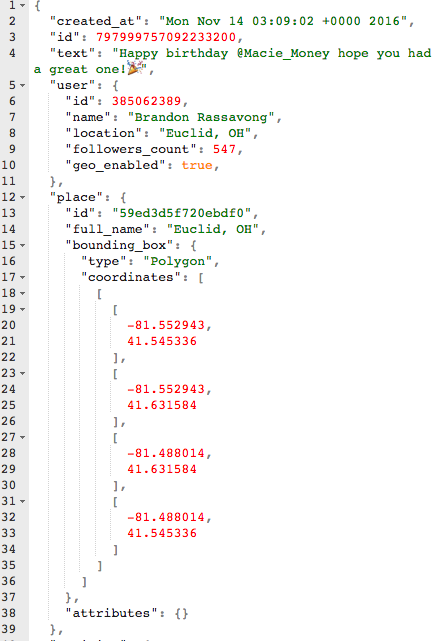 1 {
2 "created_at": "Mon Nov 14 03:09:02 +0000 2016",
3 "id": 797999757092233200,
4 "text": "Happy birthday @Macie_Money hope you had
a great one!🎉",
5 "user": {
6 "id": 385062389,
7 "name": "Brandon Rassavong",
8 "location": "Euclid, OH",
9 "followers_count": 547,
10 "geo_enabled": true,
11 },
12 "place": {
13 "id": "59ed3d5f720ebdf0",
14 "full_name": "Euclid, OH",
15 "bounding_box": {
16 "type": "Polygon",
17 "coordinates": [
18 [
19 [
20 -81.552943,
21 41.545336
22 ],
23 [
24 -81.552943,
25 41.631584
26 ],
27 [
28 -81.488014,
29 41.631584
30 ],
31 [
32 -81.488014,
33 41.545336
34 ]
35 ]
36 ]
37 },
38 "attributes": {}
39 },